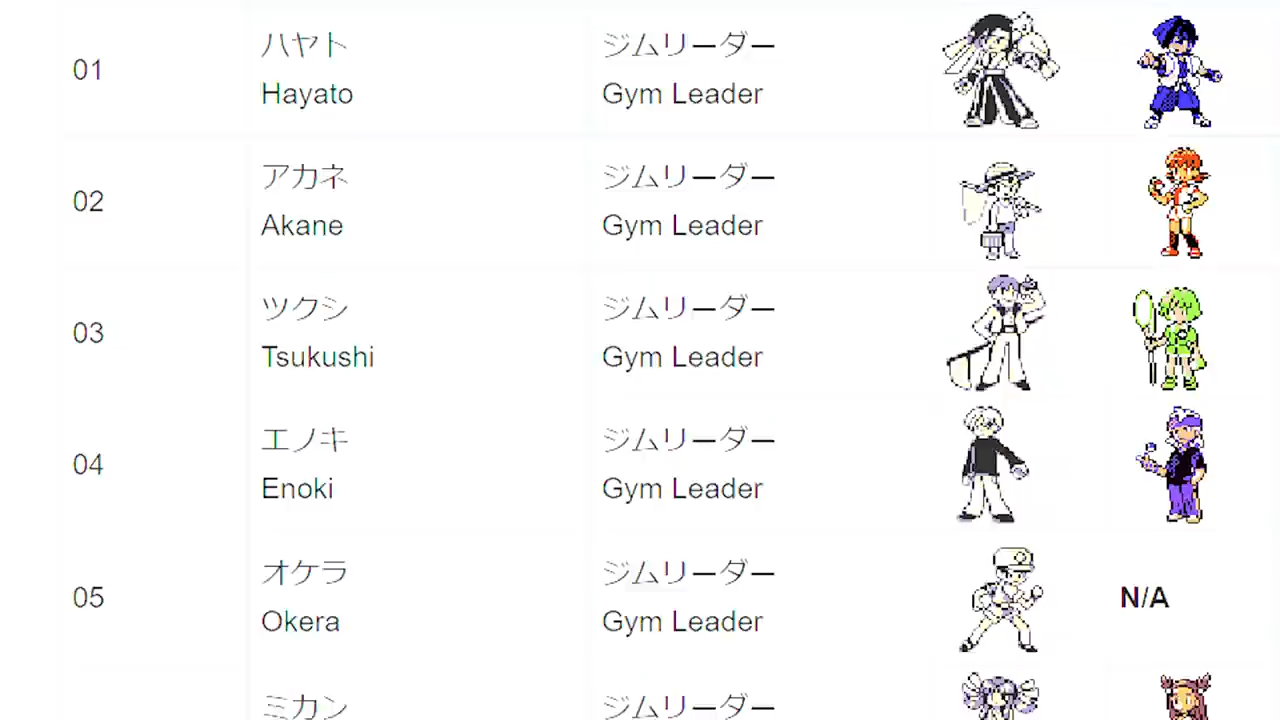 01
ハヤト
Hayato
ジムリーダー
Gym Leader
02
アカネ
Akane
ジムリーダー
Gym Leader
03
ツクシ
Tsukushi
ジムリーダー
Gym Leader
04
エノキ
Enoki
ジムリーダー
Gym Leader
05
オケラ
Okera
ジムリーダー
Gym Leader
N/A
ミカン
ジムリーダー